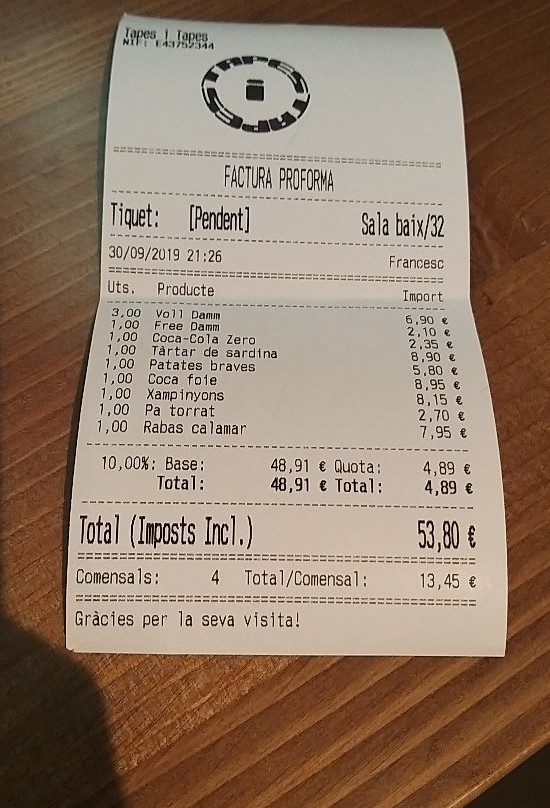 Tapes i Tapes
NIF: E43752344
TAPES i TAPES
FACTURA PROFORMA
Tiquet: [Pendent] Sala baix/32
30/09/2019 21:26 Francesc
Uts. Producte Import
3,00 Voll Damm 6,90 €
1,00 Free Damm 2,10 €
1,00 Coca-Cola Zero 2,35 €
1,00 Tàrtar de sardina 8,90 €
1,00 Patates braves 5,80 €
1,00 Coca foie 8,95 €
1,00 Xampinyons 8,15 €
1,00 Pa torrat 2,70 €
1,00 Rabas calamar 7,95 €
10,00%: Base: 48,91 € Quota: 4,89 €
Total: 48,91 € Total: 4,89 €
Total (Imposts Incl.) 53,80 €
Comensals: 4 Total/Comensal: 13,45 €
Gràcies per la seva visita!